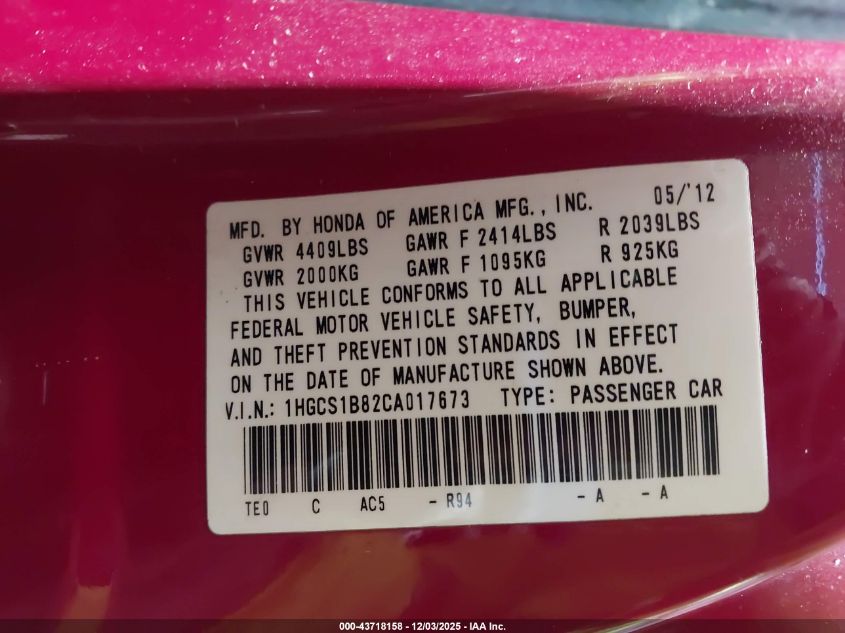 MFD. BY HONDA OF AMERICA MFG., INC. 05/'12
GVWR 4409LBS GAWR F 2414LBS R 2039LBS
GVWR 2000KG GAWR F 1095KG R 925KG
THIS VEHICLE CONFORMS TO ALL APPLICABLE
FEDERAL MOTOR VEHICLE SAFETY, BUMPER,
AND THEFT PREVENTION STANDARDS IN EFFECT
ON THE DATE OF MANUFACTURE SHOWN ABOVE.
V.I.N.: 1HGCS1B82CA017673 TYPE: PASSENGER CAR
TE0 C AC5 - R94 - A - A
000-43718158 - 12/03/2025 - IAA Inc.